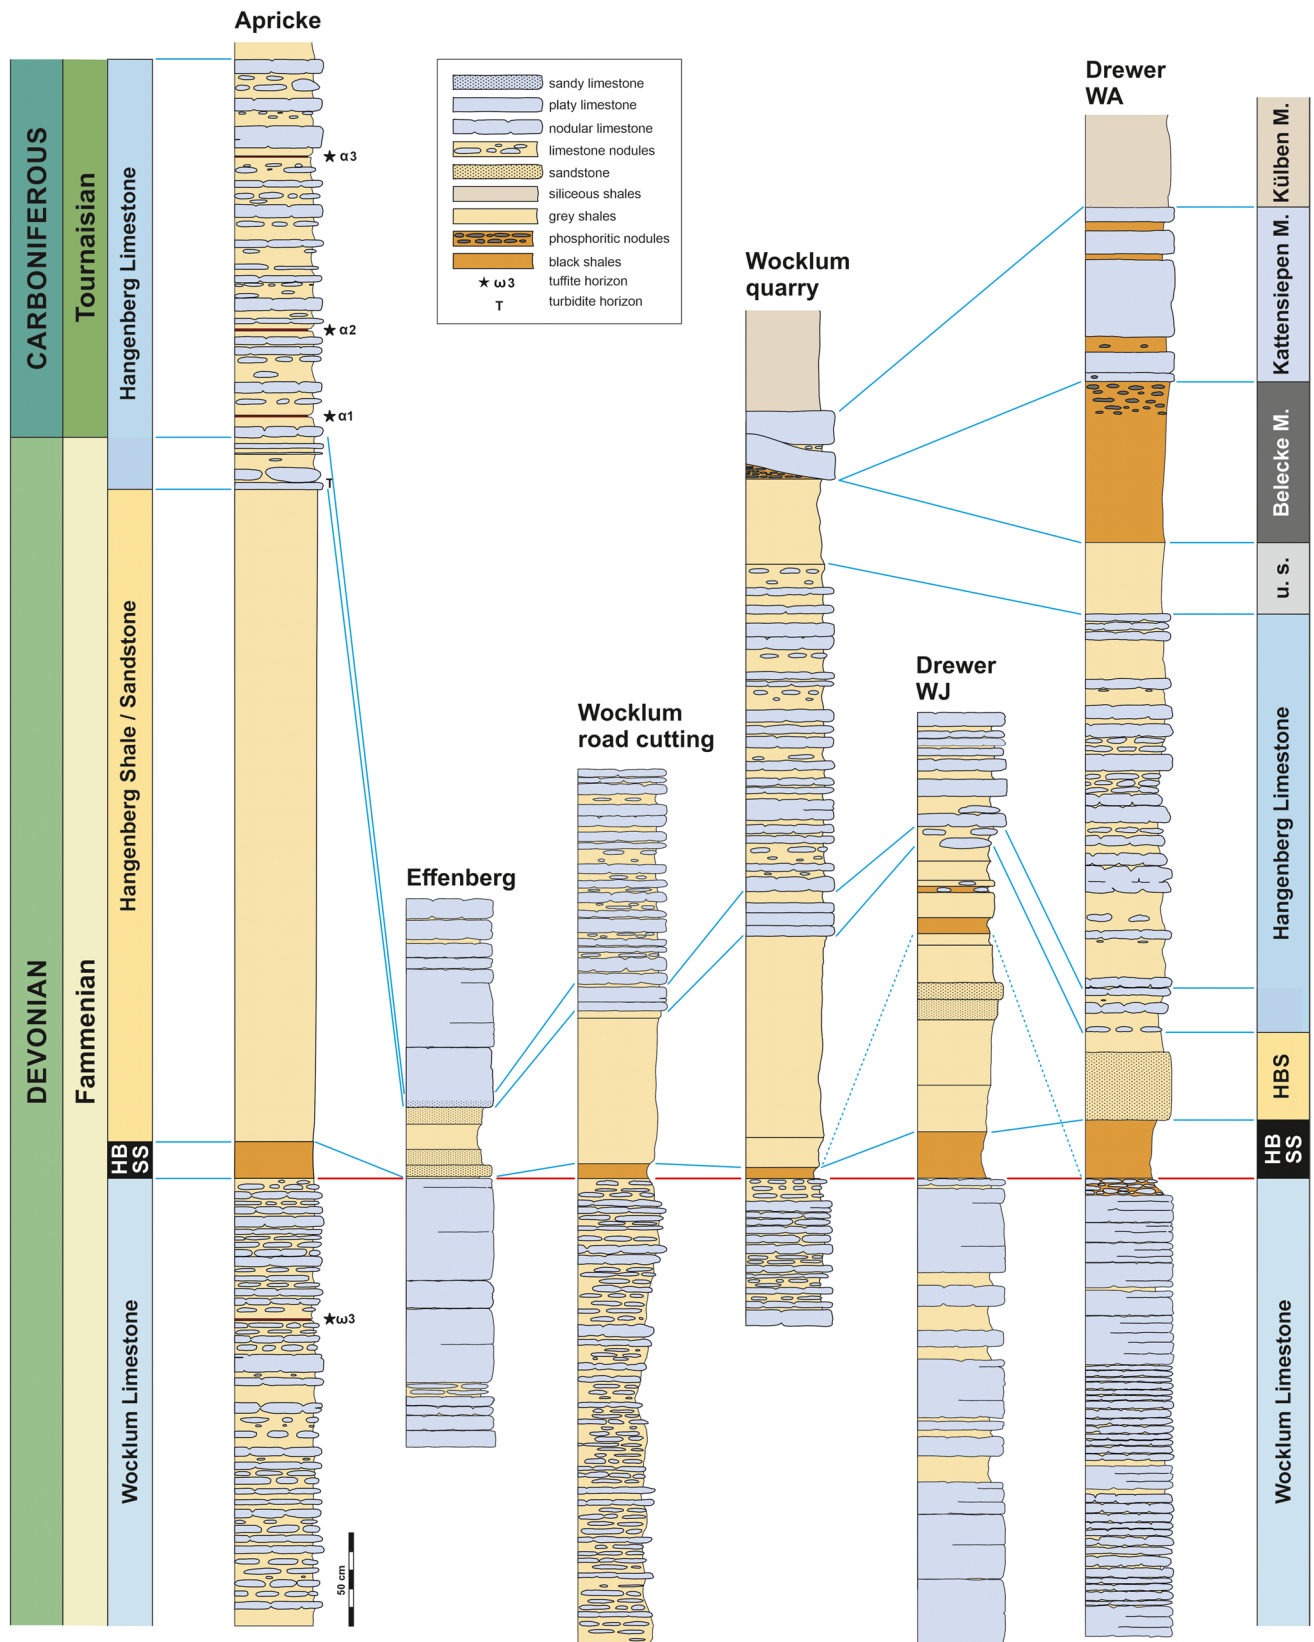 Apricke
Drewer
WA
Wocklum
quarry
Drewer
WJ
Wocklum
road cutting
Effenberg
sandy limestone
platy limestone
nodular limestone
limestone nodules
sandstone
siliceous shales
grey shales
phosphoritic nodules
black shales
★ ω3 tuffite horizon
T turbidite horizon
CARBONIFEROUS
DEVONIAN
Tournaisian
Fammenian
Hangenberg Limestone
Hangenberg Shale / Sandstone
HB
SS
Wocklum Limestone
★ α3
★ α2
★ α1
T
★ω3
50 cm
Külben M.
Kattensiepen M.
Belecke M.
u. s.
Hangenberg Limestone
HBS
HB
SS
Wocklum Limestone